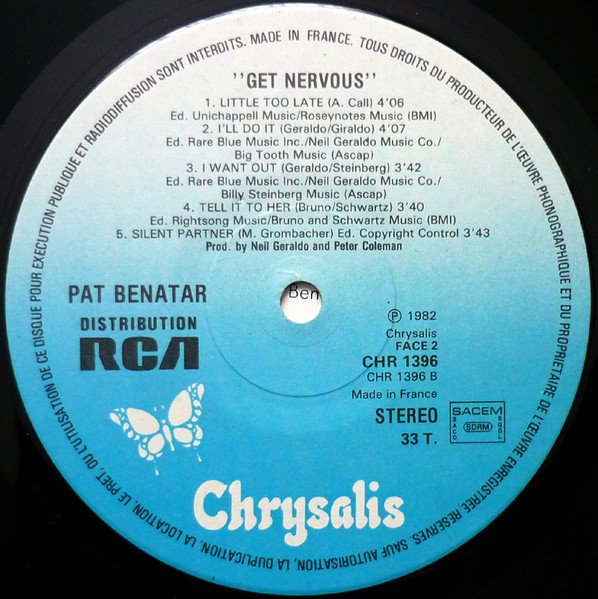 TOUS DROITS DU PRODUCTEUR DE L'ŒUVRE PHONOGRAPHIQUE ET DU PROPRIETAIRE DE L'ŒUVRE ENREGISTREE RESERVES. SAUF AUTORISATION, LA DUPLICATION, LA LOCATION, LE PRET, OU L'UTILISATION DE CE DISQUE POUR EXECUTION PUBLIQUE ET RADIODIFFUSION SONT INTERDITS. MADE IN FRANCE.
"GET NERVOUS"
1. LITTLE TOO LATE (A. Call) 4'06
Ed. Unichappell Music/Roseynotes Music (BMI)
2. I'LL DO IT (Geraldo/Giraldo) 4'07
Ed. Rare Blue Music Inc./Neil Geraldo Music Co./
Big Tooth Music (Ascap)
3. I WANT OUT (Geraldo/Steinberg) 3'42
Ed. Rare Blue Music Inc./Neil Geraldo Music Co./
Billy Steinberg Music (Ascap)
4. TELL IT TO HER (Bruno/Schwartz) 3'40
Ed. Rightsong Music/Bruno and Schwartz Music (BMI)
5. SILENT PARTNER (M. Grombacher) Ed. Copyright Control 3'43
Prod. by Neil Geraldo and Peter Coleman
PAT BENATAR
DISTRIBUTION
RCA
Ben
℗ 1982
Chrysalis
FACE 2
CHR 1396
CHR 1396 B
Made in France
STEREO
33 T.
SACEM
SACD
SDRM
SGDL
Chrysalis